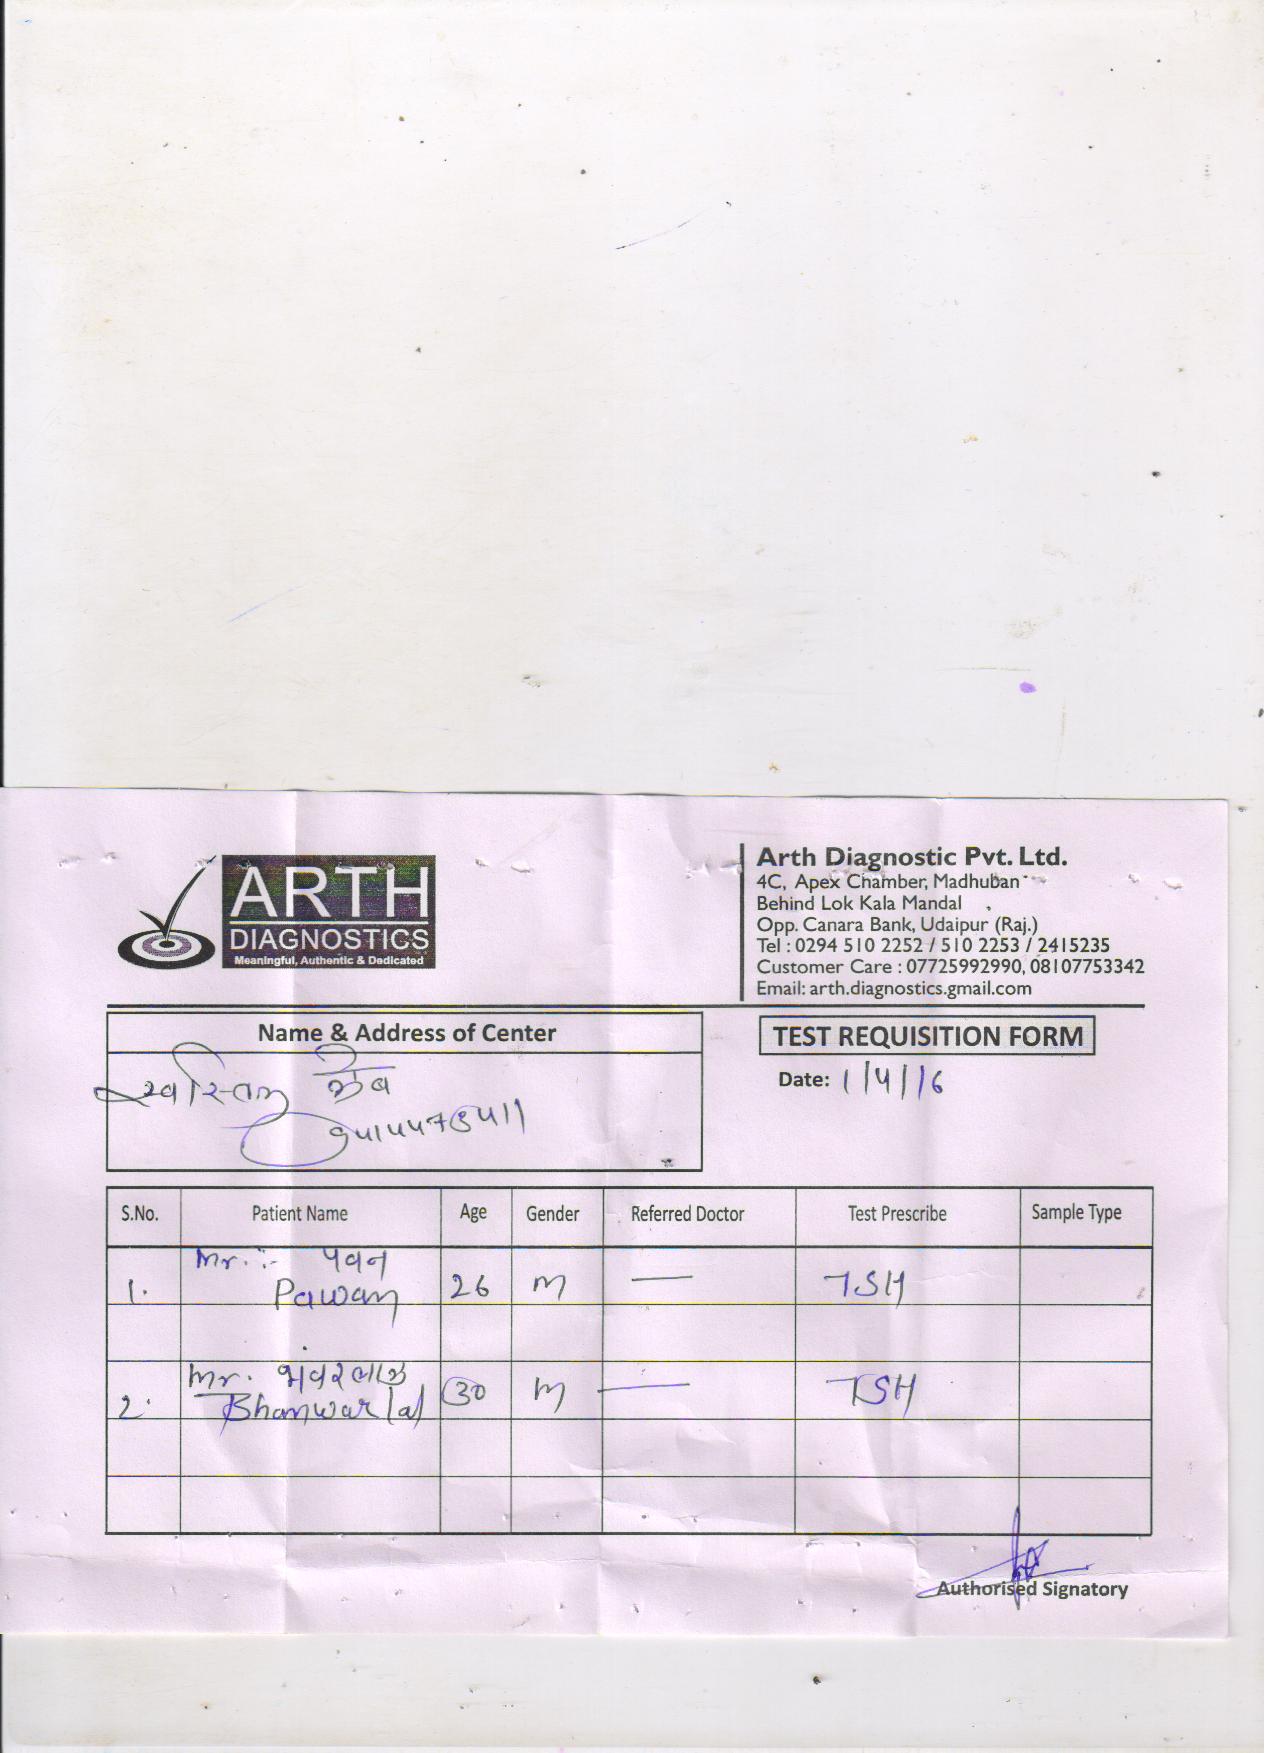 ARTH
DIAGNOSTICS
Meaningful, Authentic & Dedicated
Arth Diagnostic Pvt. Ltd.
4C, Apex Chamber, Madhuban
Behind Lok Kala Mandal
Opp. Canara Bank, Udaipur (Raj.)
Tel : 0294 510 2252 / 510 2253 / 2415235
Customer Care : 07725992990, 08107753342
Email: arth.diagnostics.gmail.com
Name & Address of Center
TEST REQUISITION FORM
Date: 1/4/16
S.No. Patient Name Age Gender Referred Doctor Test Prescribe Sample Type
Mr. :- पवन
1. Pawan 26 M — TSH
Mr. भवरलाल
2. Bhanwarlal 30 M — TSH
Authorised Signatory